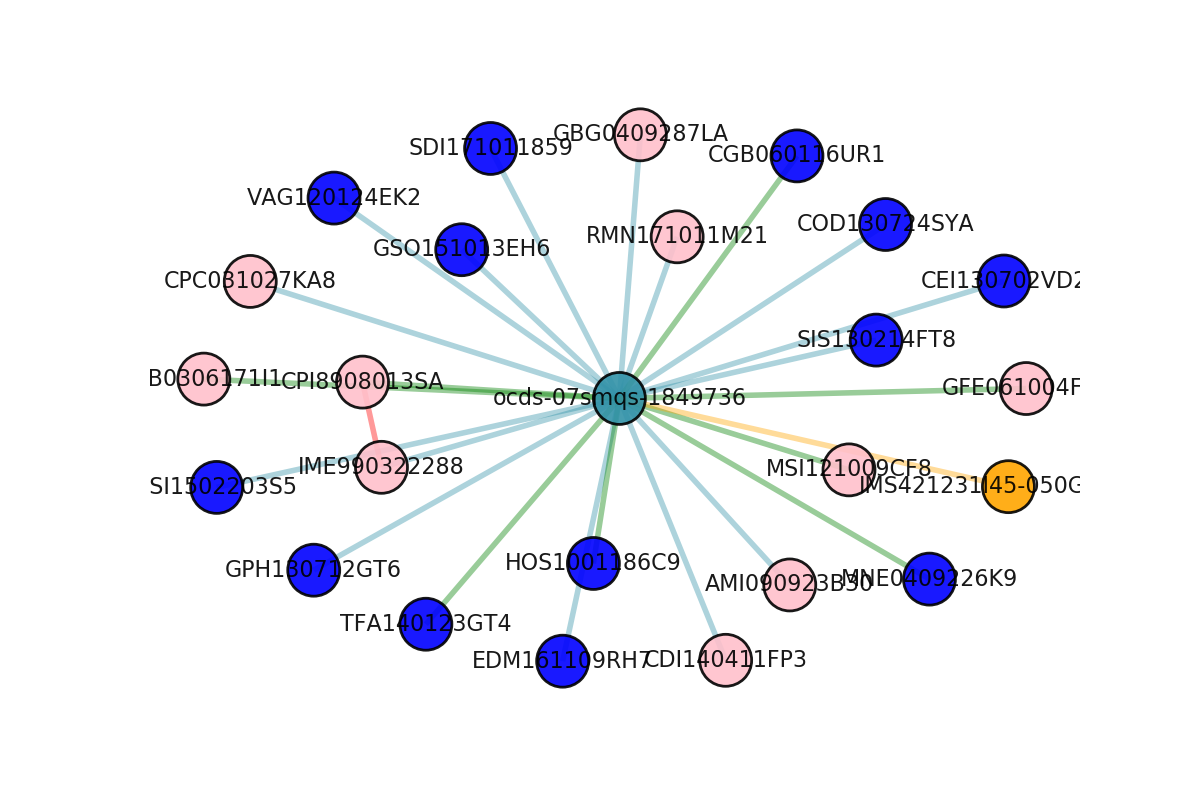 GBG0409287LA
SDI171011859
CGB060116UR1
VAG120124EK2
COD130724SYA
RMN171011M21
GSO151013EH6
CPC031027KA8
CEI130702VD2
SIS130214FT8
B0306171I1
CPI8908013SA
GFE061004F
ocds-07smqs-1849736
IME990322288
MSI121009CF8
SI1502203S5
IMS421231I45-050G
HOS1001186C9
GPH130712GT6
MNE0409226K9
AMI090923B30
TFA140123GT4
EDM161109RH7
CDI140411FP3